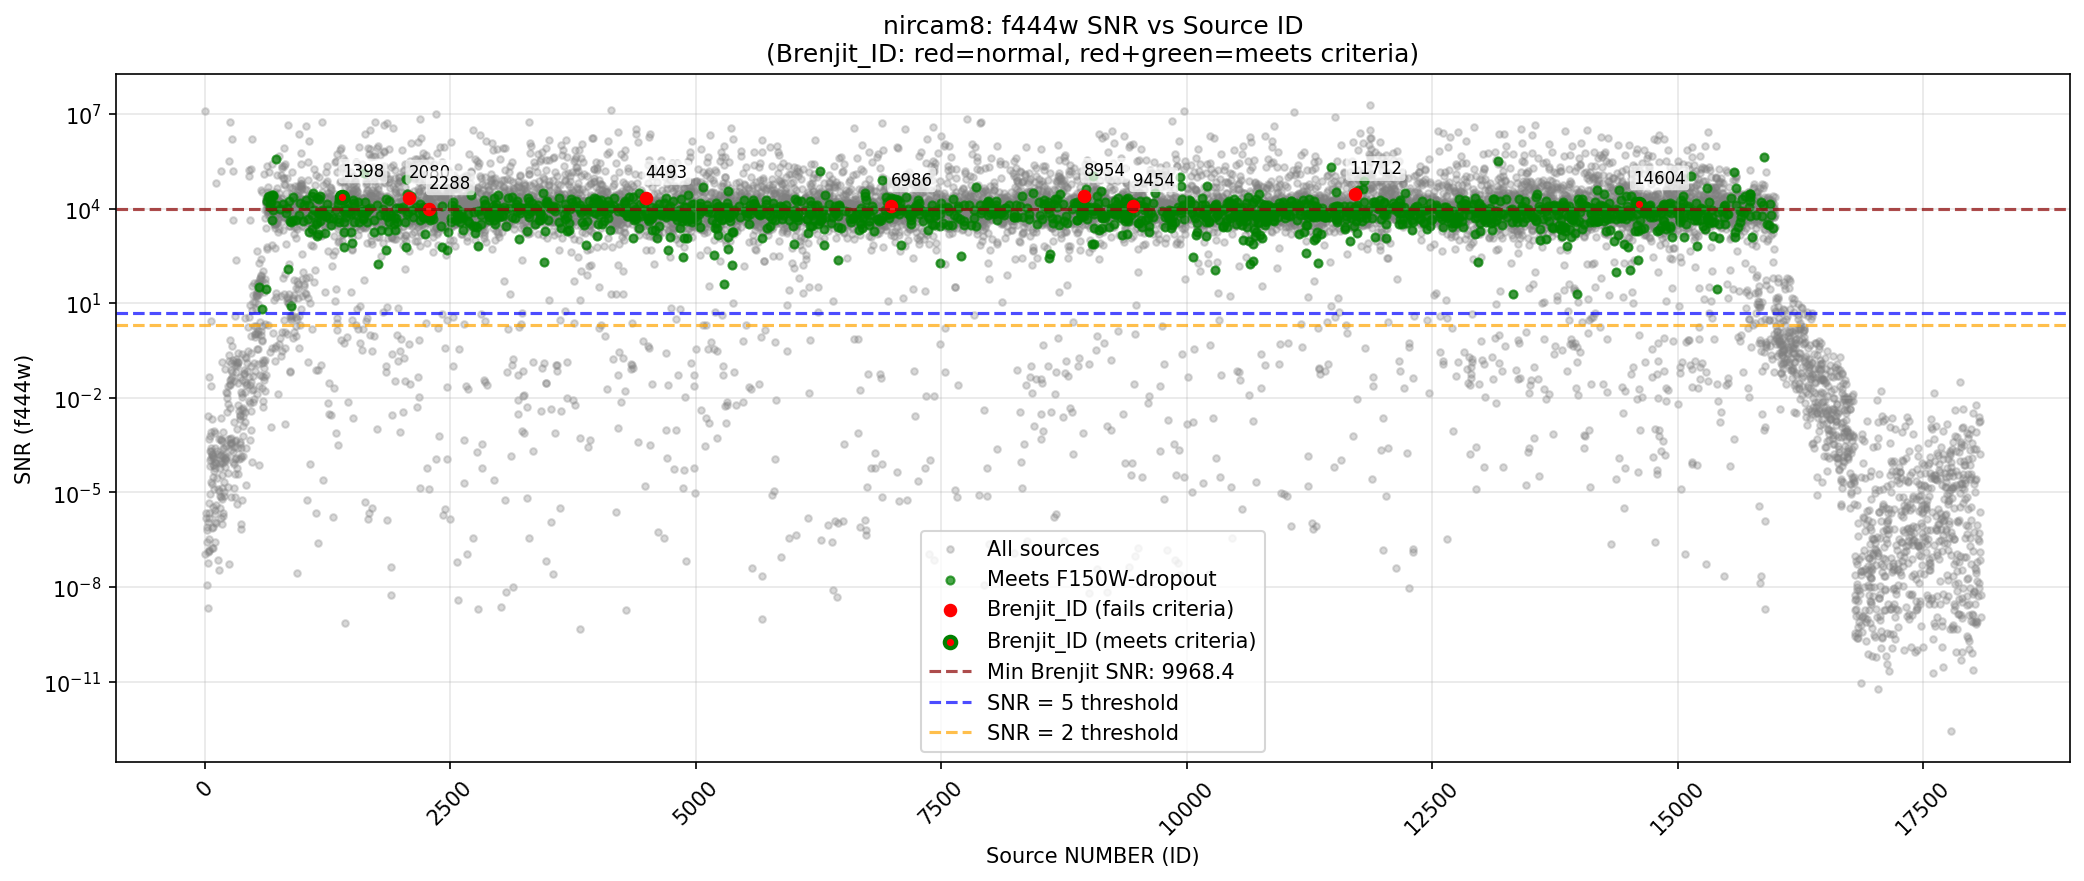 nircam8: f444w SNR vs Source ID
(Brenjit_ID: red=normal, red+green=meets criteria)
SNR (f444w)
10^7
10^4
10^1
10^-2
10^-5
10^-8
10^-11
1398
2080
2288
4493
6986
8954
9454
11712
14604
All sources
Meets F150W-dropout
Brenjit_ID (fails criteria)
Brenjit_ID (meets criteria)
Min Brenjit SNR: 9968.4
SNR = 5 threshold
SNR = 2 threshold
0
2500
5000
7500
10000
12500
15000
17500
Source NUMBER (ID)